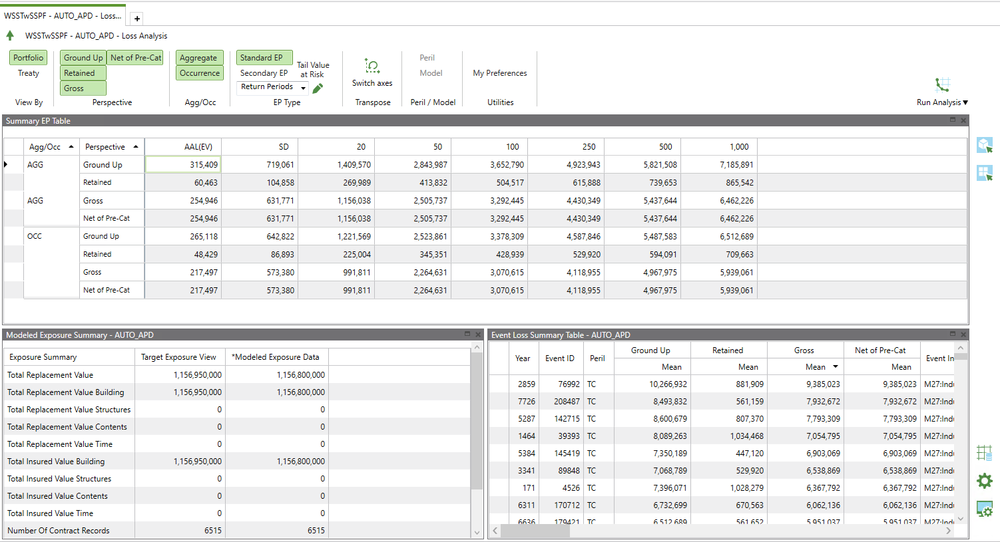 WSSTwSSPF - AUTO_APD - Loss...
+
WSSTwSSPF - AUTO_APD - Loss Analysis
Portfolio
Treaty
View By
Ground Up
Net of Pre-Cat
Retained
Gross
Perspective
Aggregate
Occurrence
Agg/Occ
Standard EP
Secondary EP
Tail Value
at Risk
Return Periods
EP Type
Switch axes
Transpose
Peril
Model
Peril / Model
My Preferences
Utilities
Run Analysis
Summary EP Table
Agg/Occ Perspective AAL(EV) SD 20 50 100 250 500 1,000
AGG Ground Up 315,409 719,061 1,409,570 2,843,987 3,652,790 4,923,943 5,821,508 7,185,891
Retained 60,463 104,858 269,989 413,832 504,517 615,888 739,653 865,542
AGG Gross 254,946 631,771 1,156,038 2,505,737 3,292,445 4,430,349 5,437,644 6,462,226
Net of Pre-Cat 254,946 631,771 1,156,038 2,505,737 3,292,445 4,430,349 5,437,644 6,462,226
OCC Ground Up 265,118 642,822 1,221,569 2,523,861 3,378,309 4,587,846 5,487,583 6,512,689
Retained 48,429 86,893 225,004 345,351 428,939 529,920 594,091 709,663
Gross 217,497 573,380 991,811 2,264,631 3,070,615 4,118,955 4,967,975 5,939,061
Net of Pre-Cat 217,497 573,380 991,811 2,264,631 3,070,615 4,118,955 4,967,975 5,939,061
Modeled Exposure Summary - AUTO_APD
Exposure Summary Target Exposure View *Modeled Exposure Data
Total Replacement Value 1,156,950,000 1,156,800,000
Total Replacement Value Building 1,156,950,000 1,156,800,000
Total Replacement Value Structures 0 0
Total Replacement Value Contents 0 0
Total Replacement Value Time 0 0
Total Insured Value Building 1,156,950,000 1,156,800,000
Total Insured Value Structures 0 0
Total Insured Value Contents 0 0
Total Insured Value Time 0 0
Number Of Contract Records 6515 6515
Event Loss Summary Table - AUTO_APD
Year Event ID Peril Ground Up Retained Gross Net of Pre-Cat Event In
Mean Mean Mean Mean
2859 76992 TC 10,266,932 881,909 9,385,023 9,385,023 M27:Ind
7726 208487 TC 8,493,832 561,159 7,932,672 7,932,672 M27:Ind
5287 142715 TC 8,600,679 807,370 7,793,309 7,793,309 M27:Ind
1464 39393 TC 8,089,263 1,034,468 7,054,795 7,054,795 M27:Ind
5384 145419 TC 7,350,189 447,120 6,903,069 6,903,069 M27:Ind
3341 89848 TC 7,068,789 529,920 6,538,869 6,538,869 M27:Ind
171 4526 TC 7,396,071 1,028,279 6,367,792 6,367,792 M27:Ind
6311 170712 TC 6,732,699 670,563 6,062,136 6,062,136 M27:Ind
6636 179421 TC 6,512,689 561,652 5,951,037 5,951,037 M27:Ind